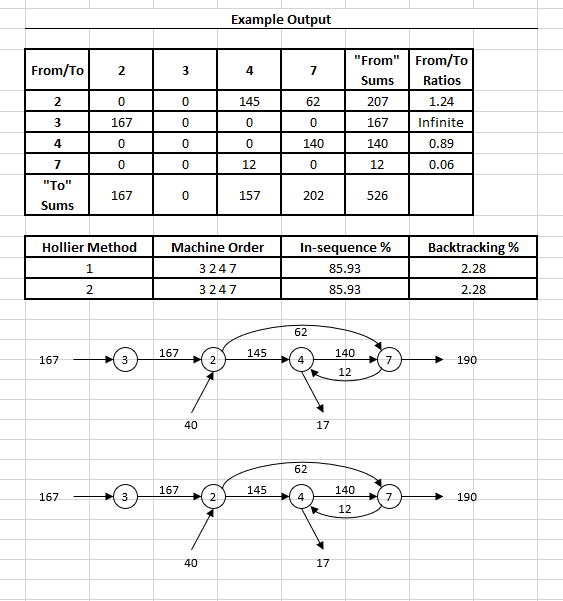 Example Output
From/To 2 3 4 7 "From" Sums From/To Ratios
2 0 0 145 62 207 1.24
3 167 0 0 0 167 Infinite
4 0 0 0 140 140 0.89
7 0 0 12 0 12 0.06
"To" Sums 167 0 157 202 526
Hollier Method Machine Order In-sequence % Backtracking %
1 3 2 4 7 85.93 2.28
2 3 2 4 7 85.93 2.28
62
167 3 167 2 145 4 140 7 190
12
40 17
62
167 3 167 2 145 4 140 7 190
12
40 17